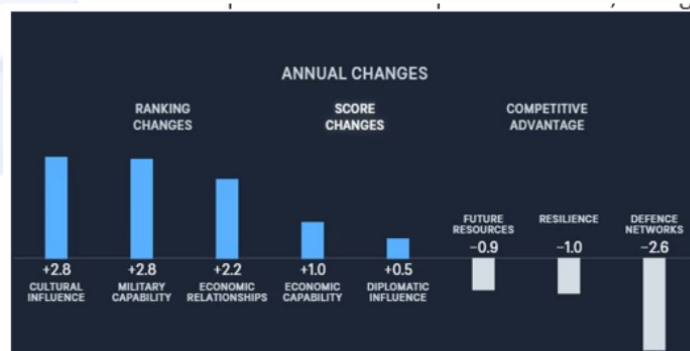 ANNUAL CHANGES
RANKING
CHANGES
SCORE
CHANGES
COMPETITIVE
ADVANTAGE
FUTURE
RESOURCES
−0.9
RESILIENCE
−1.0
DEFENCE
NETWORKS
−2.6
+2.8
CULTURAL
INFLUENCE
+2.8
MILITARY
CAPABILITY
+2.2
ECONOMIC
RELATIONSHIPS
+1.0
ECONOMIC
CAPABILITY
+0.5
DIPLOMATIC
INFLUENCE